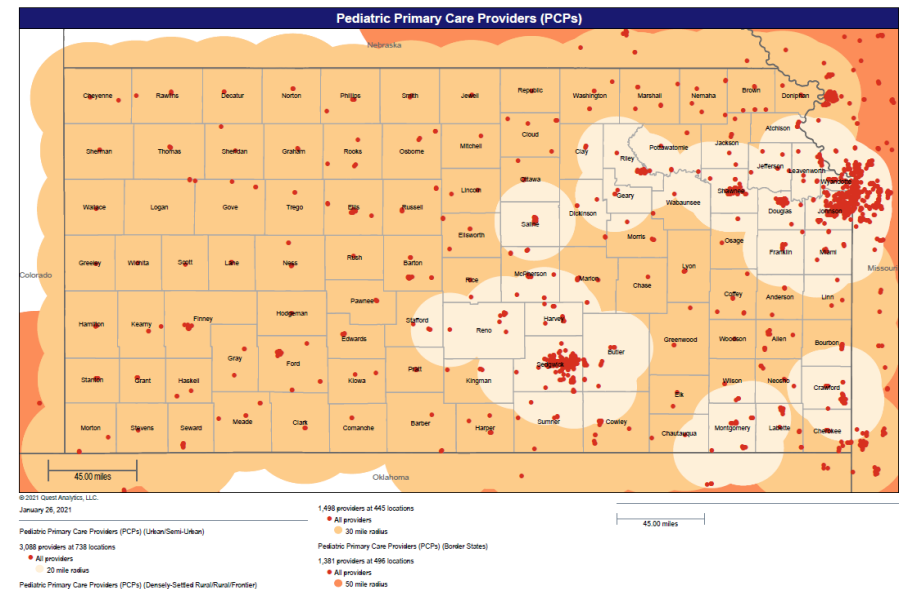 Pediatric Primary Care Providers (PCPs)
Nebraska
Cheyenne Rawlins Decatur Norton Phillips Smith Jewell Republic Washington Marshall Nemaha Brown Doniphan
Atchison
Sherman Thomas Sheridan Graham Rooks Osborne Mitchell Cloud Clay Riley Pottawatomie Jackson Jefferson Leavenworth
Wyandotte
Lincoln Ottawa Geary Wabaunsee Shawnee
Wallace Logan Gove Trego Ellis Russell Saline Dickinson Douglas Johnson
Ellsworth Morris Osage
Greeley Wichita Scott Lane Ness Rush Barton Franklin Miami
Colorado Missouri
Rice McPherson Marion Chase Lyon
Pawnee Coffey Anderson Linn
Hamilton Kearny Finney Hodgeman Stafford Reno Harvey
Edwards Greenwood Woodson Allen Bourbon
Gray Ford Sedgwick Butler
Stanton Grant Haskell Kiowa Pratt Kingman Elk Wilson Neosho Crawford
Morton Stevens Seward Meade Clark Comanche Barber Harper Sumner Cowley Chautauqua Montgomery Labette Cherokee
Oklahoma
45.00 miles
© 2021 Quest Analytics, LLC.
January 26, 2021
Pediatric Primary Care Providers (PCPs) (Urban/Semi-Urban)
3,088 providers at 738 locations
All providers
20 mile radius
Pediatric Primary Care Providers (PCPs) (Densely-Settled Rural/Rural/Frontier)
1,498 providers at 445 locations
All providers
30 mile radius
Pediatric Primary Care Providers (PCPs) (Border States)
1,381 providers at 496 locations
All providers
50 mile radius
45.00 miles